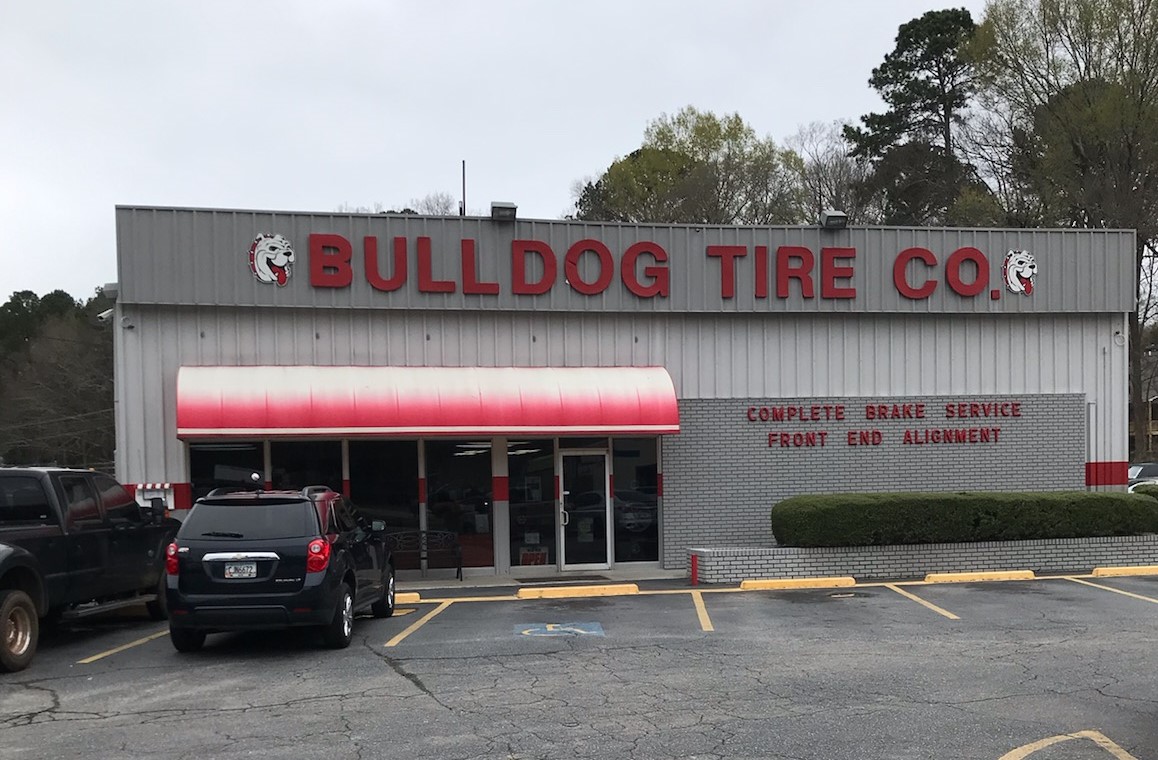 BULLDOG TIRE CO.
COMPLETE BRAKE SERVICE
FRONT END ALIGNMENT